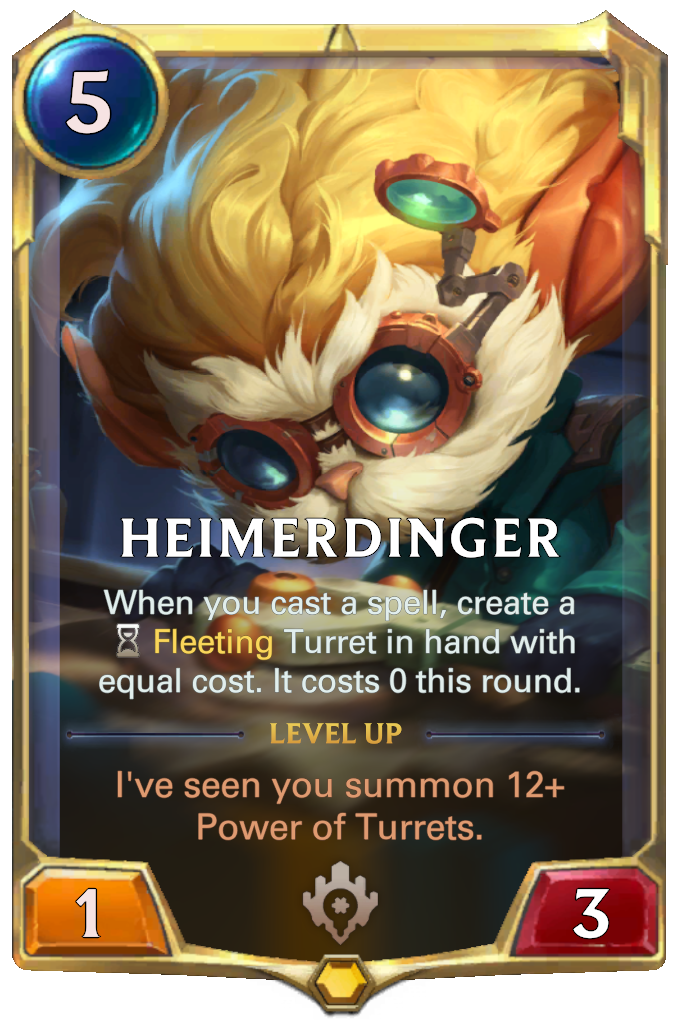 5
HEIMERDINGER
When you cast a spell, create a
Fleeting Turret in hand with
equal cost. It costs 0 this round.
LEVEL UP
I've seen you summon 12+
Power of Turrets.
1
3